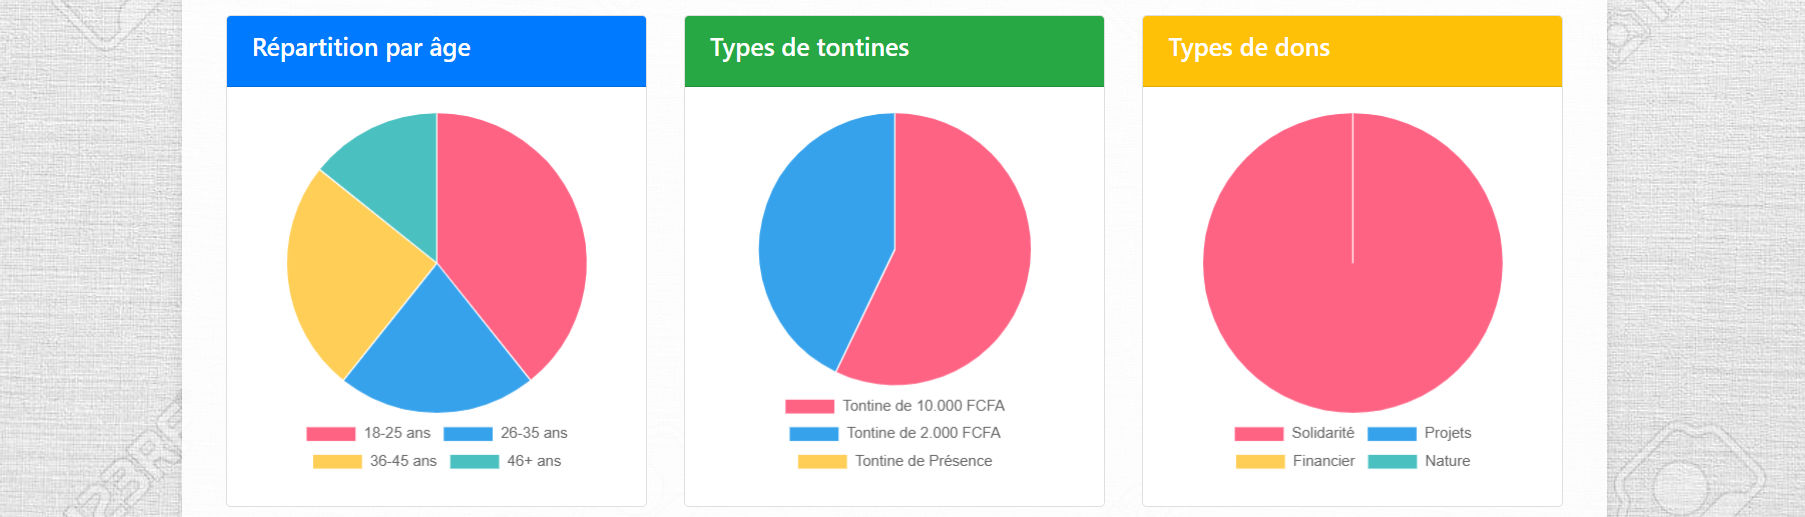 Répartition par âge
18-25 ans
26-35 ans
36-45 ans
46+ ans
Types de tontines
Tontine de 10.000 FCFA
Tontine de 2.000 FCFA
Tontine de Présence
Types de dons
Solidarité
Projets
Financier
Nature
123RF